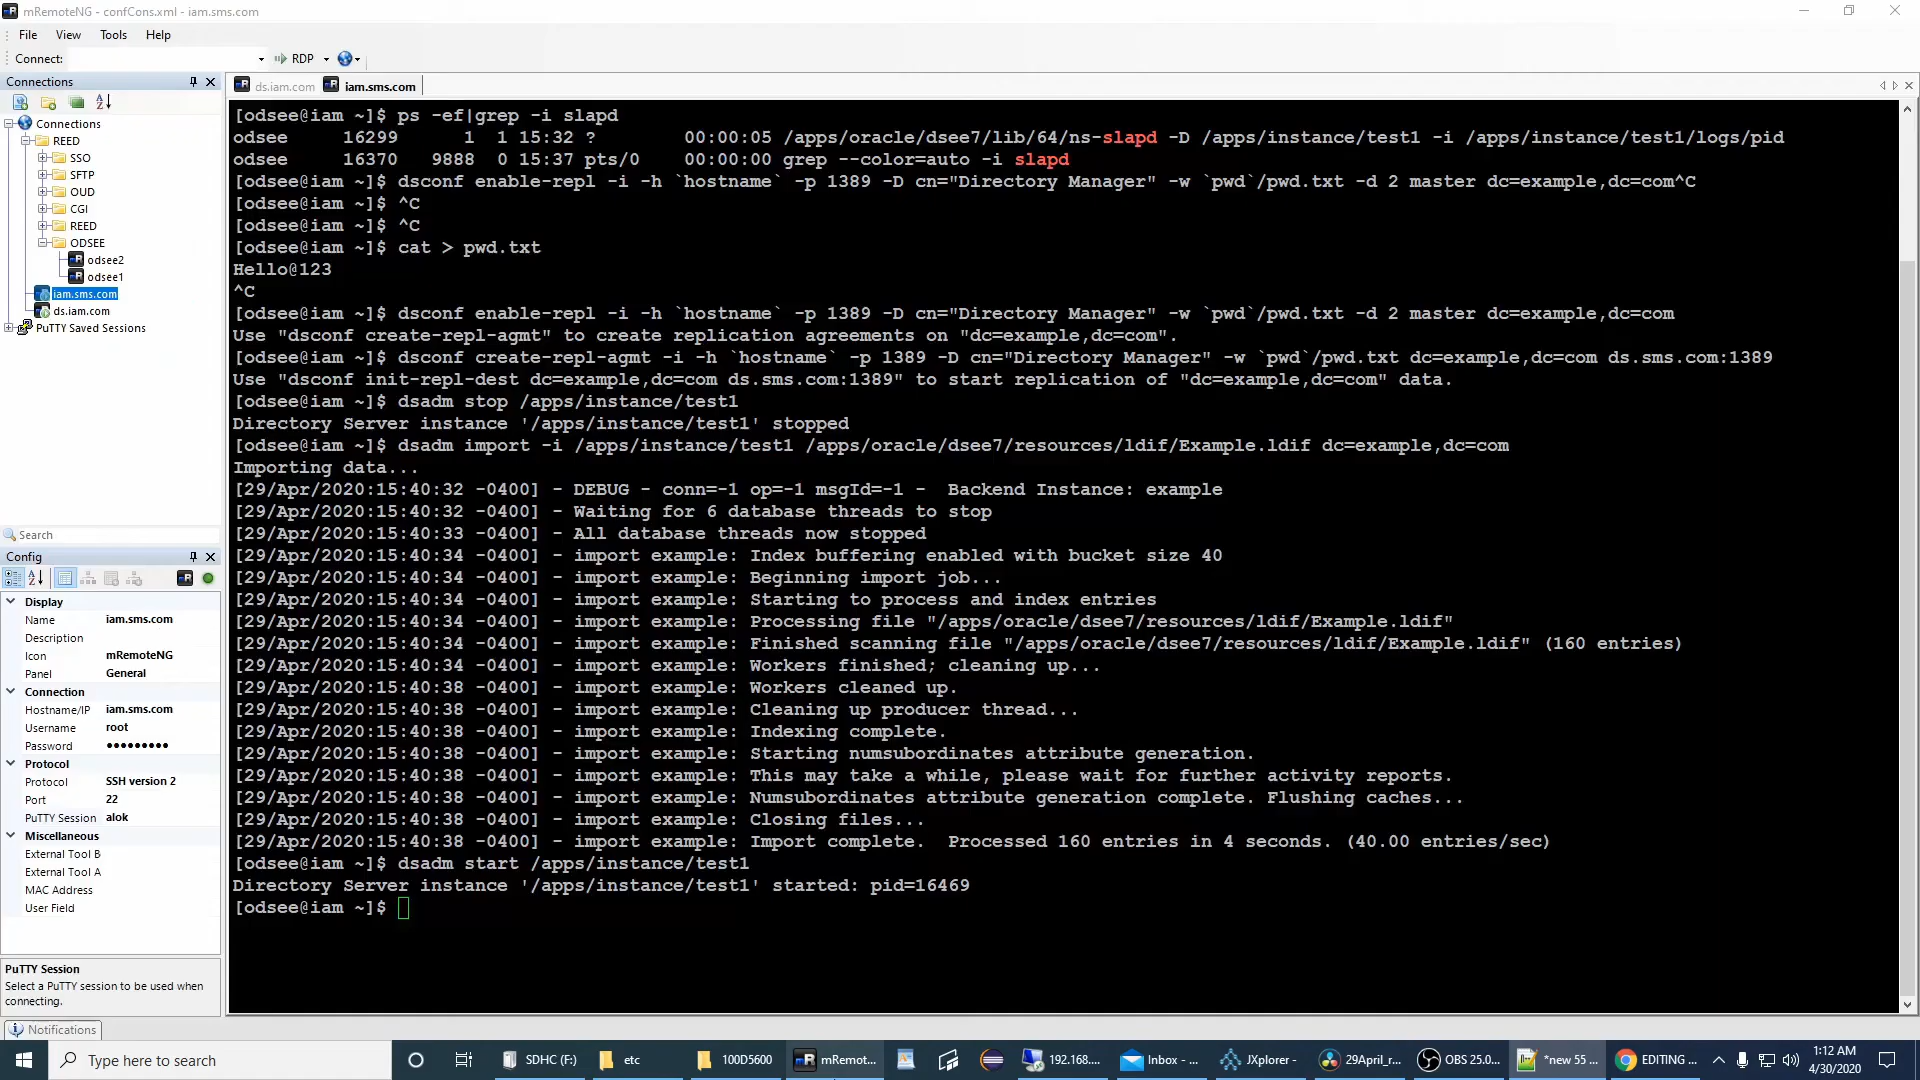 mRemoteNG - confCons.xml - iam.sms.com
File View Tools Help
Connect: RDP
Connections
ds.iam.com iam.sms.com
Connections
REED
SSO
SFTP
OUD
CGI
REED
ODSEE
odsee2
odsee1
iam.sms.com
ds.iam.com
PuTTY Saved Sessions
Search
Config
Display
Name iam.sms.com
Description
Icon mRemoteNG
Panel General
Connection
Hostname/IP iam.sms.com
Username root
Password ●●●●●●●●●
Protocol
Protocol SSH version 2
Port 22
PuTTY Session alok
Miscellaneous
External Tool B
External Tool A
MAC Address
User Field
PuTTY Session
Select a PuTTY session to be used when
connecting.
Notifications
[odsee@iam ~]$ ps -ef|grep -i slapd
odsee 16299 1 1 15:32 ? 00:00:05 /apps/oracle/dsee7/lib/64/ns-slapd -D /apps/instance/test1 -i /apps/instance/test1/logs/pid
odsee 16370 9888 0 15:37 pts/0 00:00:00 grep --color=auto -i slapd
[odsee@iam ~]$ dsconf enable-repl -i -h `hostname` -p 1389 -D cn="Directory Manager" -w `pwd`/pwd.txt -d 2 master dc=example,dc=com^C
[odsee@iam ~]$ ^C
[odsee@iam ~]$ ^C
[odsee@iam ~]$ cat > pwd.txt
Hello@123
^C
[odsee@iam ~]$ dsconf enable-repl -i -h `hostname` -p 1389 -D cn="Directory Manager" -w `pwd`/pwd.txt -d 2 master dc=example,dc=com
Use "dsconf create-repl-agmt" to create replication agreements on "dc=example,dc=com".
[odsee@iam ~]$ dsconf create-repl-agmt -i -h `hostname` -p 1389 -D cn="Directory Manager" -w `pwd`/pwd.txt dc=example,dc=com ds.sms.com:1389
Use "dsconf init-repl-dest dc=example,dc=com ds.sms.com:1389" to start replication of "dc=example,dc=com" data.
[odsee@iam ~]$ dsadm stop /apps/instance/test1
Directory Server instance '/apps/instance/test1' stopped
[odsee@iam ~]$ dsadm import -i /apps/instance/test1 /apps/oracle/dsee7/resources/ldif/Example.ldif dc=example,dc=com
Importing data...
[29/Apr/2020:15:40:32 -0400] - DEBUG - conn=-1 op=-1 msgId=-1 - Backend Instance: example
[29/Apr/2020:15:40:32 -0400] - Waiting for 6 database threads to stop
[29/Apr/2020:15:40:33 -0400] - All database threads now stopped
[29/Apr/2020:15:40:34 -0400] - import example: Index buffering enabled with bucket size 40
[29/Apr/2020:15:40:34 -0400] - import example: Beginning import job...
[29/Apr/2020:15:40:34 -0400] - import example: Starting to process and index entries
[29/Apr/2020:15:40:34 -0400] - import example: Processing file "/apps/oracle/dsee7/resources/ldif/Example.ldif"
[29/Apr/2020:15:40:34 -0400] - import example: Finished scanning file "/apps/oracle/dsee7/resources/ldif/Example.ldif" (160 entries)
[29/Apr/2020:15:40:34 -0400] - import example: Workers finished; cleaning up...
[29/Apr/2020:15:40:38 -0400] - import example: Workers cleaned up.
[29/Apr/2020:15:40:38 -0400] - import example: Cleaning up producer thread...
[29/Apr/2020:15:40:38 -0400] - import example: Indexing complete.
[29/Apr/2020:15:40:38 -0400] - import example: Starting numsubordinates attribute generation.
[29/Apr/2020:15:40:38 -0400] - import example: This may take a while, please wait for further activity reports.
[29/Apr/2020:15:40:38 -0400] - import example: Numsubordinates attribute generation complete. Flushing caches...
[29/Apr/2020:15:40:38 -0400] - import example: Closing files...
[29/Apr/2020:15:40:38 -0400] - import example: Import complete. Processed 160 entries in 4 seconds. (40.00 entries/sec)
[odsee@iam ~]$ dsadm start /apps/instance/test1
Directory Server instance '/apps/instance/test1' started: pid=16469
[odsee@iam ~]$
Type here to search SDHC (F:) etc 100D5600 mRemot... 192.168.... Inbox - ... JXplorer - 29April_r... OBS 25.0... *new 55 ... EDITING ... 1:12 AM
4/30/2020